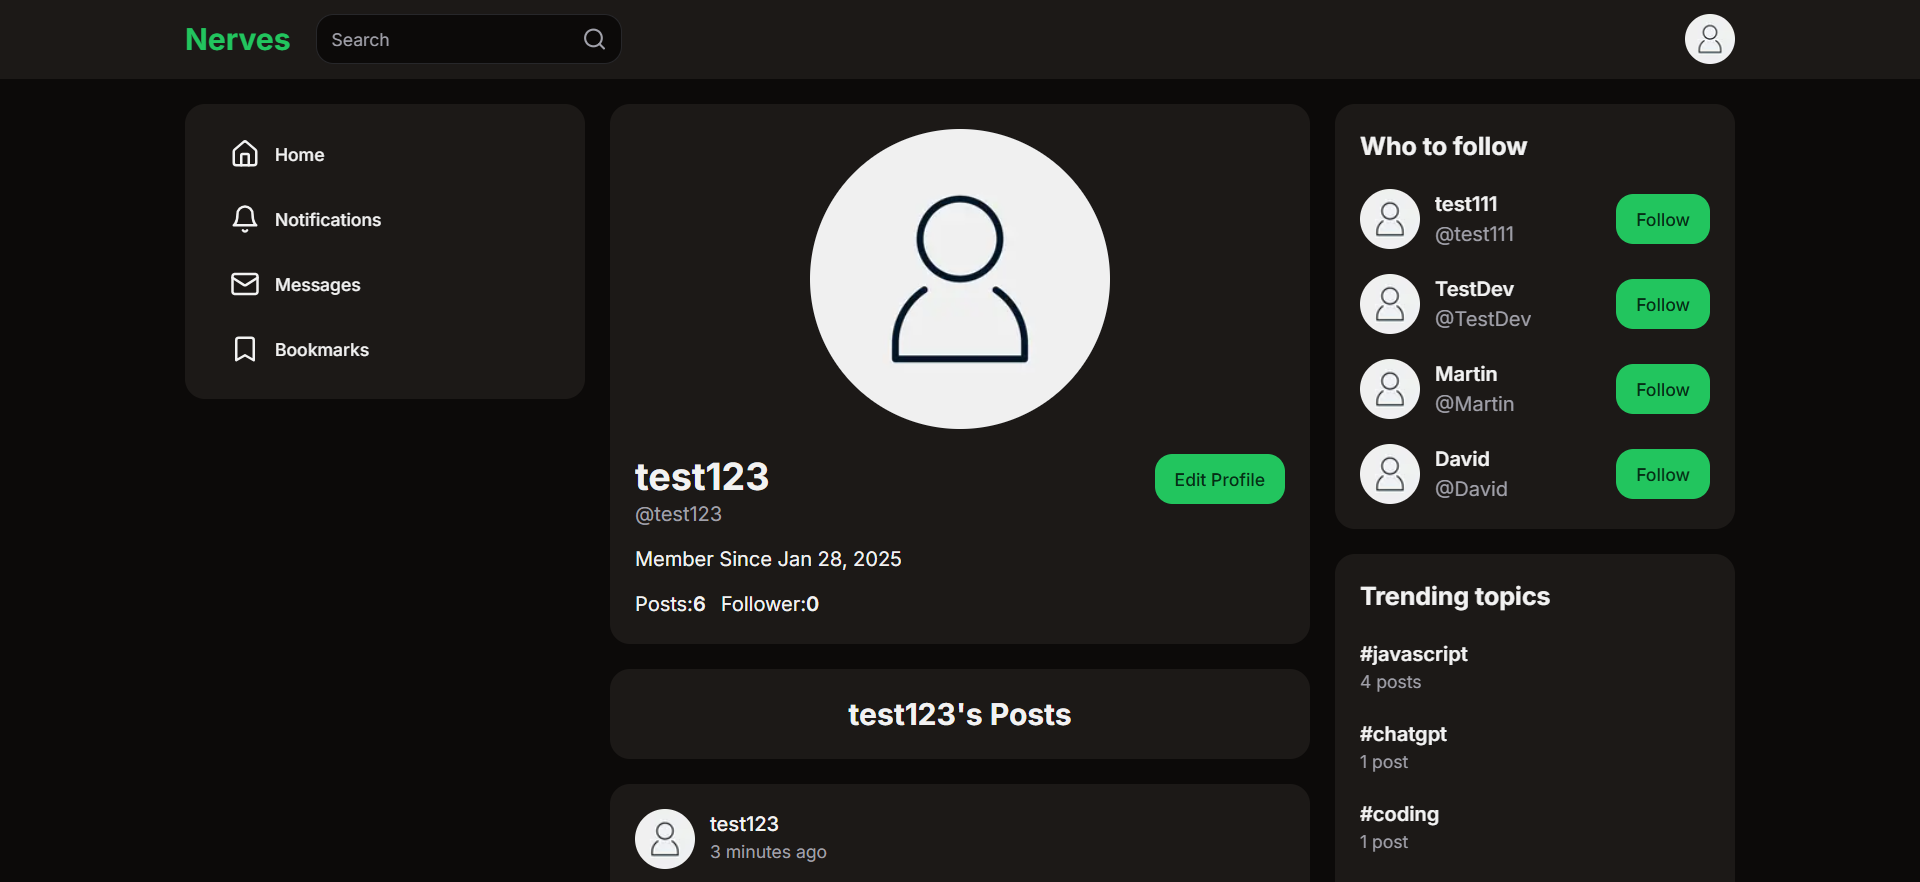 Nerves
Search
Home
Notifications
Messages
Bookmarks
test123
@test123
Edit Profile
Member Since Jan 28, 2025
Posts:6 Follower:0
test123's Posts
test123
3 minutes ago
Who to follow
test111
@test111
Follow
TestDev
@TestDev
Follow
Martin
@Martin
Follow
David
@David
Follow
Trending topics
#javascript
4 posts
#chatgpt
1 post
#coding
1 post